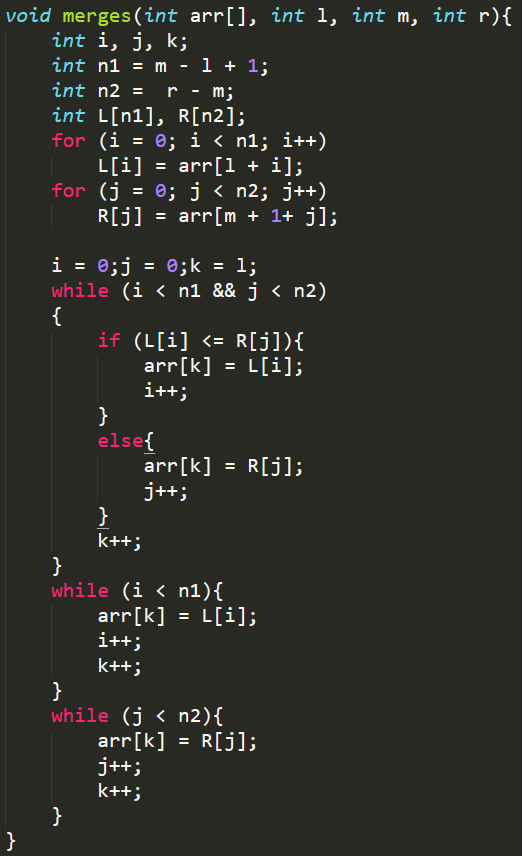 void merges(int arr[], int l, int m, int r){
    int i, j, k;
    int n1 = m - l + 1;
    int n2 =  r - m;
    int L[n1], R[n2];
    for (i = 0; i < n1; i++)
        L[i] = arr[l + i];
    for (j = 0; j < n2; j++)
        R[j] = arr[m + 1+ j];

    i = 0;j = 0;k = l;
    while (i < n1 && j < n2)
    {
        if (L[i] <= R[j]){
            arr[k] = L[i];
            i++;
        }
        else{
            arr[k] = R[j];
            j++;
        }
        k++;
    }
    while (i < n1){
        arr[k] = L[i];
        i++;
        k++;
    }
    while (j < n2){
        arr[k] = R[j];
        j++;
        k++;
    }
}